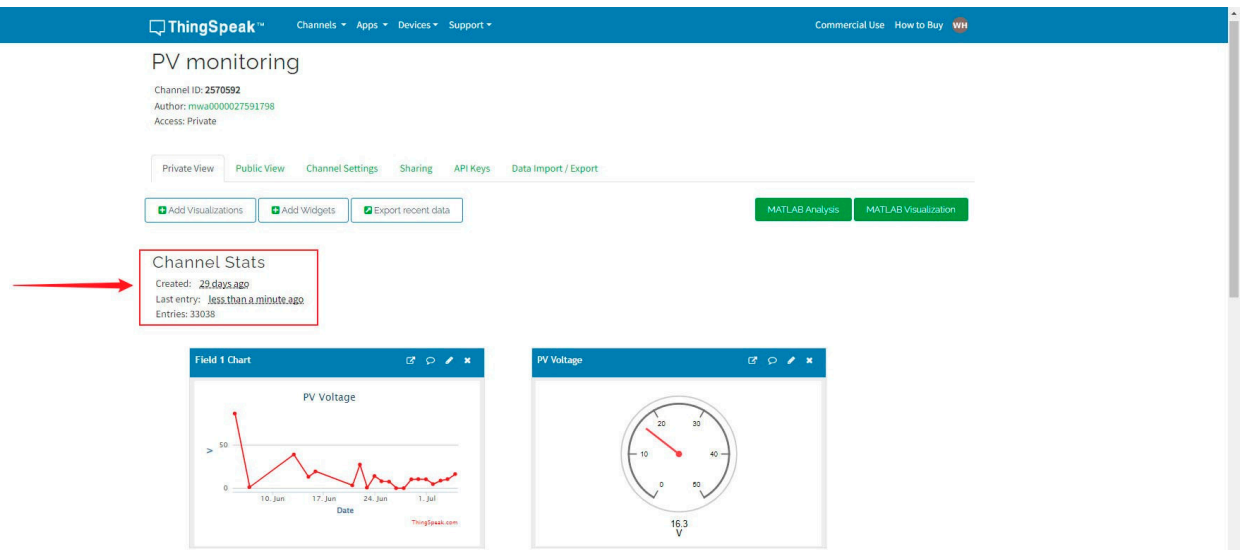 ThingSpeak™ Channels Apps Devices Support Commercial Use How to Buy WH
PV monitoring
Channel ID: 2570592
Author: mwa0000027591798
Access: Private
Private View Public View Channel Settings Sharing API Keys Data Import / Export
Add Visualizations Add Widgets Export recent data MATLAB Analysis MATLAB Visualization
Channel Stats
Created: 29 days ago
Last entry: less than a minute ago
Entries: 33038
Field 1 Chart
PV Voltage
V
50
0
10. Jun 17. Jun 24. Jun 1. Jul
Date
ThingSpeak.com
PV Voltage
20 30
10 40
0 50
16.3
V